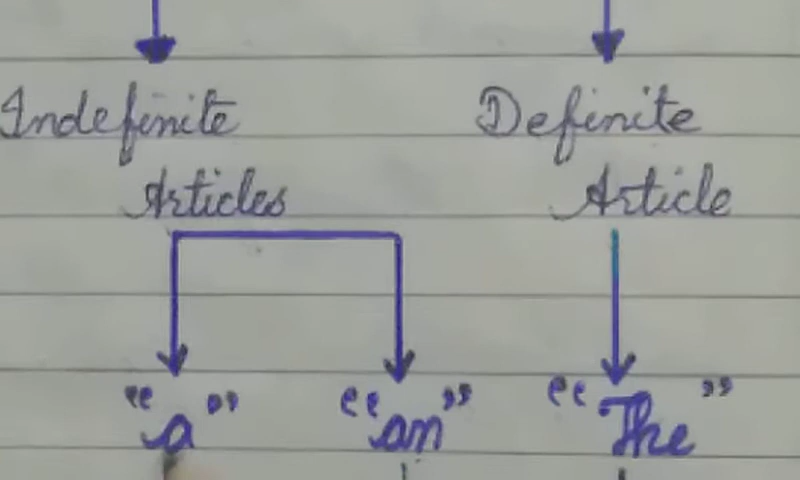 Indefinite Definite
Articles Article
"a" "an" "The"